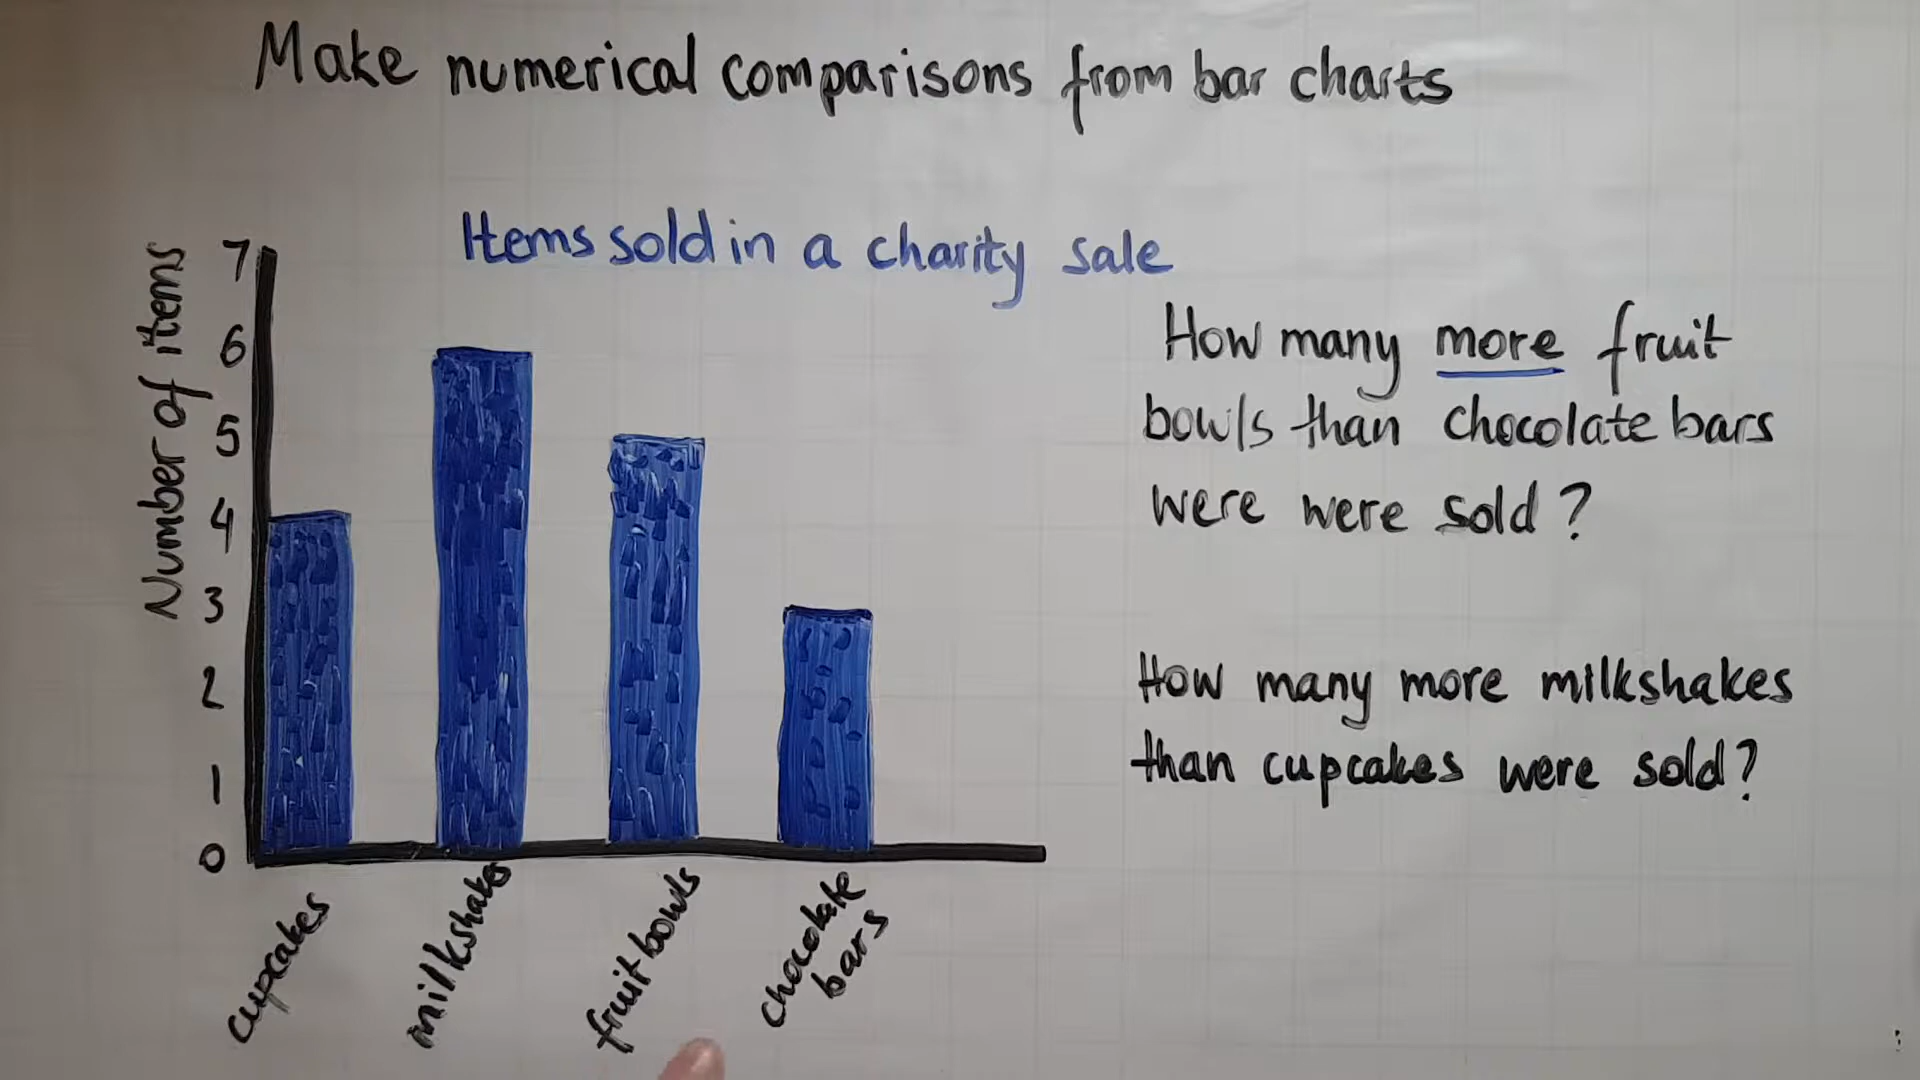 Make numerical comparisons from bar charts
Items sold in a charity sale
Number of items
7
6
5
4
3
2
1
0
cupcakes
milkshakes
fruit bowls
chocolate
bars
How many more fruit
bowls than chocolate bars
were were sold?
How many more milkshakes
than cupcakes were sold?